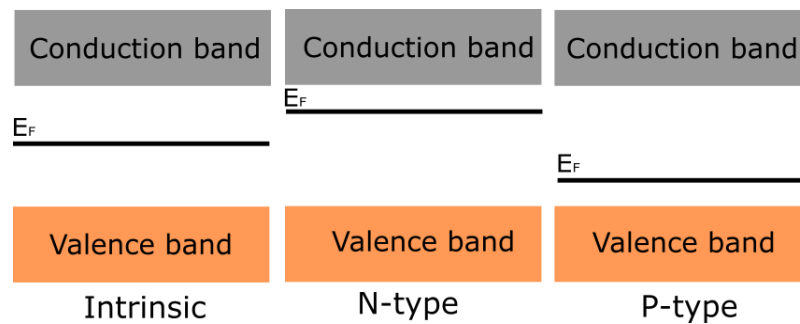 Conduction band
EF
Valence band
Intrinsic
Conduction band
EF
Valence band
N-type
Conduction band
EF
Valence band
P-type